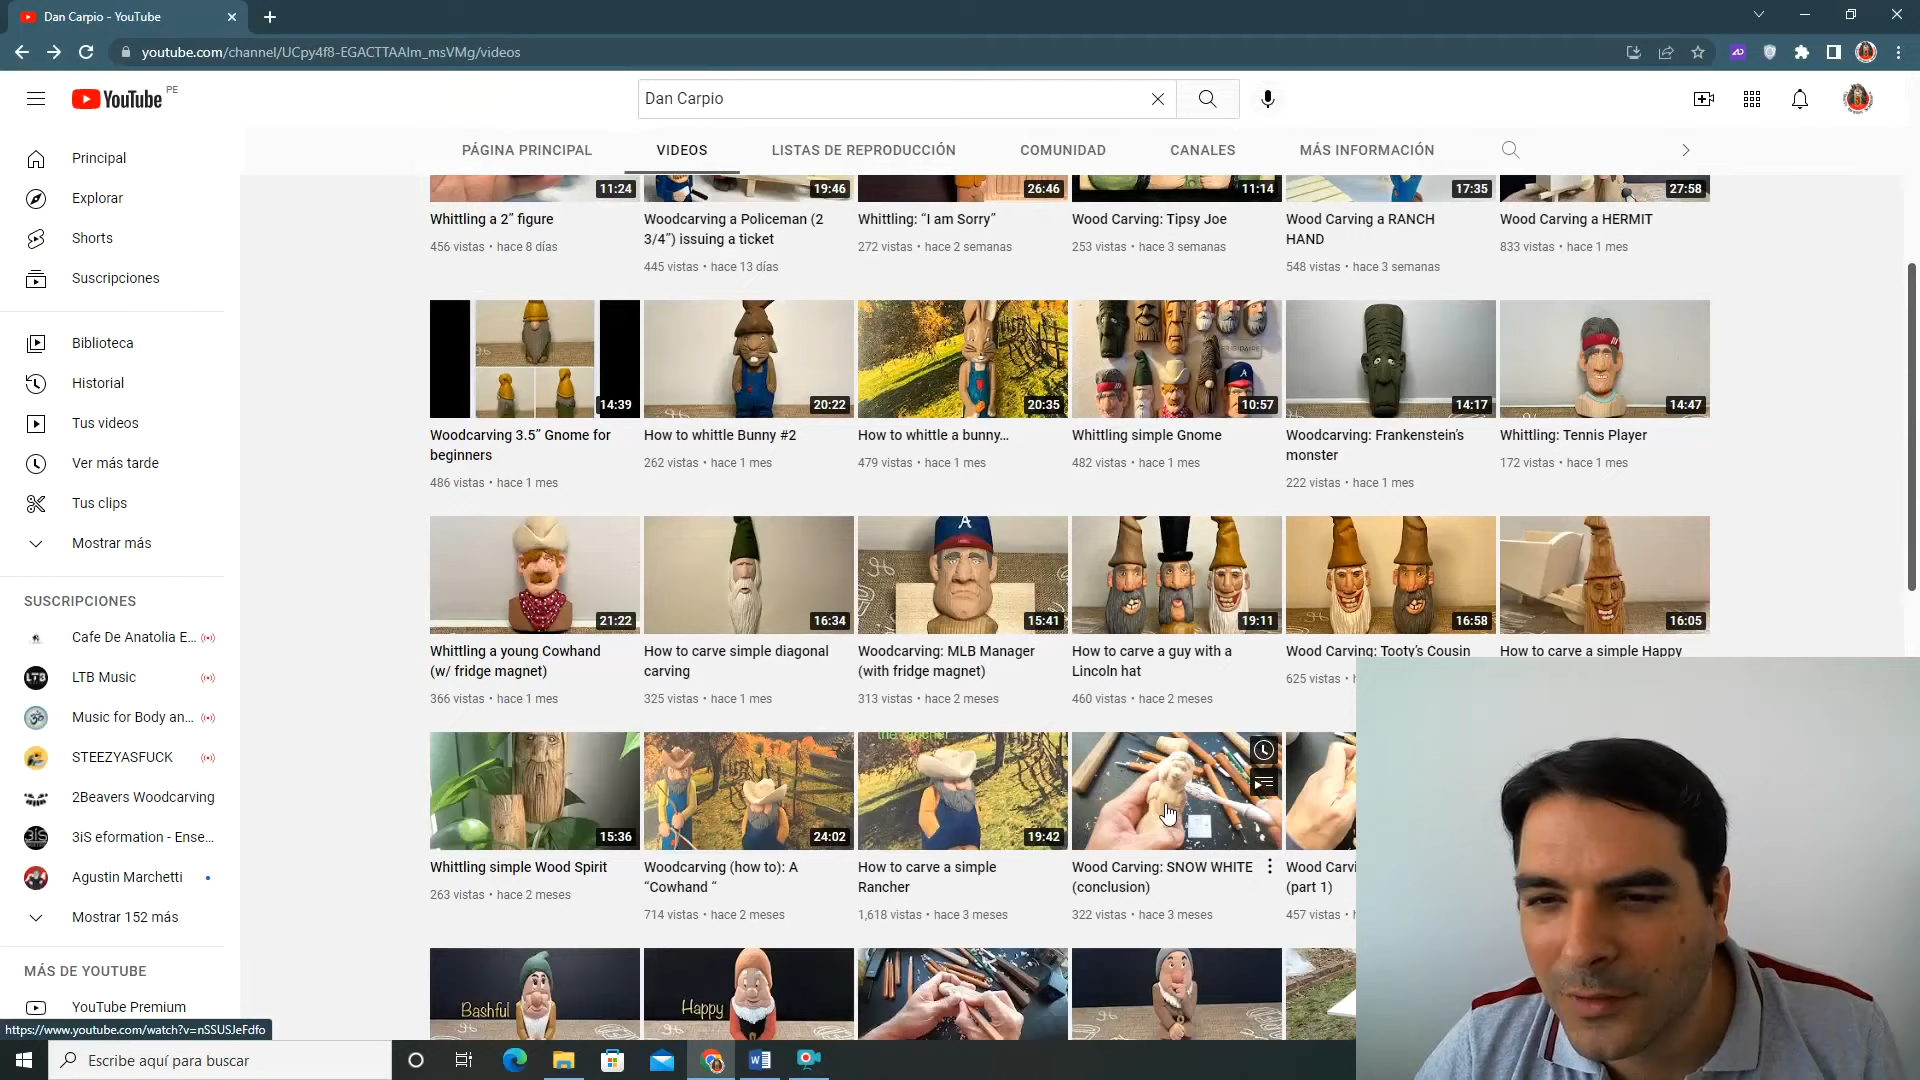 Dan Carpio - YouTube
youtube.com/channel/UCpy4f8-EGACTTAAlm_msVMg/videos
YouTube PE
Dan Carpio
PÁGINA PRINCIPAL
VIDEOS
LISTAS DE REPRODUCCIÓN
COMUNIDAD
CANALES
MÁS INFORMACIÓN
Principal
Explorar
Shorts
Suscripciones
Biblioteca
Historial
Tus videos
Ver más tarde
Tus clips
Mostrar más
SUSCRIPCIONES
Cafe De Anatolia E...
LTB Music
Music for Body an...
STEEZYASFUCK
2Beavers Woodcarving
3iS eformation - Ense...
Agustin Marchetti
Mostrar 152 más
MÁS DE YOUTUBE
YouTube Premium
https://www.youtube.com/watch?v=nSSUSJeFdfo
11:24
Whittling a 2” figure
456 vistas • hace 8 días
19:46
Woodcarving a Policeman (2
3/4”) issuing a ticket
445 vistas • hace 13 días
26:46
Whittling: “I am Sorry”
272 vistas • hace 2 semanas
11:14
Wood Carving: Tipsy Joe
253 vistas • hace 3 semanas
17:35
Wood Carving a RANCH
HAND
548 vistas • hace 3 semanas
27:58
Wood Carving a HERMIT
833 vistas • hace 1 mes
14:39
Woodcarving 3.5” Gnome for
beginners
486 vistas • hace 1 mes
20:22
How to whittle Bunny #2
262 vistas • hace 1 mes
20:35
How to whittle a bunny...
479 vistas • hace 1 mes
A
10:57
Whittling simple Gnome
482 vistas • hace 1 mes
14:17
Woodcarving: Frankenstein’s
monster
222 vistas • hace 1 mes
14:47
Whittling: Tennis Player
172 vistas • hace 1 mes
21:22
Whittling a young Cowhand
(w/ fridge magnet)
366 vistas • hace 1 mes
16:34
How to carve simple diagonal
carving
325 vistas • hace 1 mes
A
15:41
Woodcarving: MLB Manager
(with fridge magnet)
313 vistas • hace 2 meses
19:11
How to carve a guy with a
Lincoln hat
460 vistas • hace 2 meses
16:58
Wood Carving: Tooty’s Cousin
625 vistas •
16:05
How to carve a simple Happy
15:36
Whittling simple Wood Spirit
263 vistas • hace 2 meses
24:02
Woodcarving (how to): A
“Cowhand “
714 vistas • hace 2 meses
the rancher
19:42
How to carve a simple
Rancher
1,618 vistas • hace 3 meses
Wood Carving: SNOW WHITE
(conclusion)
322 vistas • hace 3 meses
Wood Carvi
(part 1)
457 vistas •
Bashful
Happy
Escribe aquí para buscar